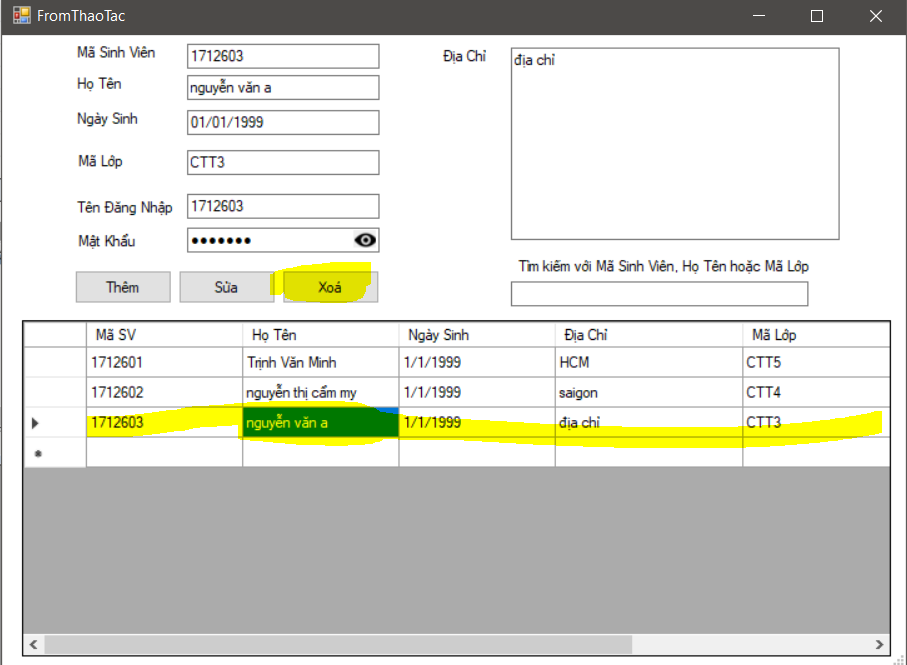 FromThaoTac
Mã Sinh Viên 1712603
Họ Tên nguyễn văn a
Ngày Sinh 01/01/1999
Mã Lớp CTT3
Tên Đăng Nhập 1712603
Mật Khẩu •••••••
Địa Chỉ địa chỉ
Thêm Sửa Xoá
Tìm kiếm với Mã Sinh Viên, Họ Tên hoặc Mã Lớp
Mã SV Họ Tên Ngày Sinh Địa Chỉ Mã Lớp
1712601 Trịnh Văn Minh 1/1/1999 HCM CTT5
1712602 nguyễn thị cẩm my 1/1/1999 saigon CTT4
1712603 nguyễn văn a 1/1/1999 địa chỉ CTT3